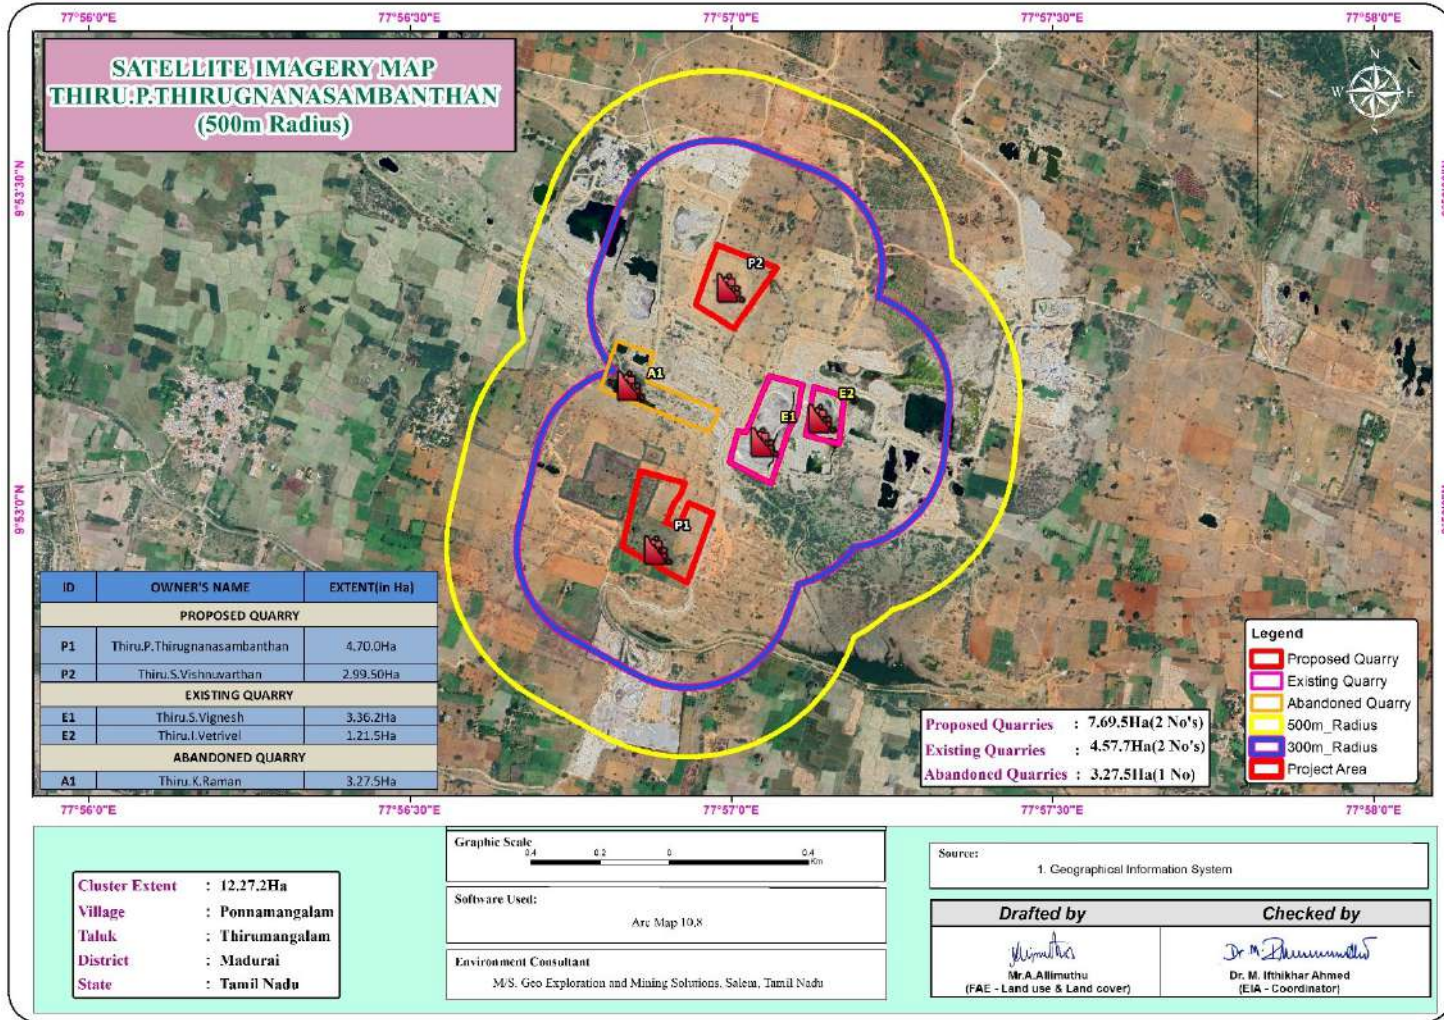 77°56'0"E 77°56'30"E 77°57'0"E 77°57'30"E 77°58'0"E
SATELLITE IMAGERY MAP
THIRU.P.THIRUGNANASAMBANTHAN
(500m Radius)
N
W E
S
9°53'30"N
9°53'0"N
P2
A1
E1
E2
P1
ID OWNER'S NAME EXTENT(in Ha)
PROPOSED QUARRY
P1 Thiru.P.Thirugnanasambanthan 4.70.0Ha
P2 Thiru.S.Vishnuvarthan 2.99.50Ha
EXISTING QUARRY
E1 Thiru.S.Vignesh 3.36.2Ha
E2 Thiru.I.Vetrivel 1.21.5Ha
ABANDONED QUARRY
A1 Thiru.K.Raman 3.27.5Ha
Proposed Quarries : 7.69.5Ha(2 No's)
Existing Quarries : 4.57.7Ha(2 No's)
Abandoned Quarries : 3.27.5Ha(1 No)
Legend
Proposed Quarry
Existing Quarry
Abandoned Quarry
500m_Radius
300m_Radius
Project Area
77°56'0"E 77°56'30"E 77°57'0"E 77°57'30"E 77°58'0"E
Cluster Extent : 12.27.2Ha
Village : Ponnamangalam
Taluk : Thirumangalam
District : Madurai
State : Tamil Nadu
Graphic Scale
0.4 0.2 0 0.4
Km
Software Used:
Arc Map 10.8
Environment Consultant
M/S. Geo Exploration and Mining Solutions, Salem, Tamil Nadu
Source:
1. Geographical Information System
Drafted by Checked by
Mr.A.Allimuthu
(FAE - Land use & Land cover)
Dr. M. Ifthikhar Ahmed
(EIA - Coordinator)